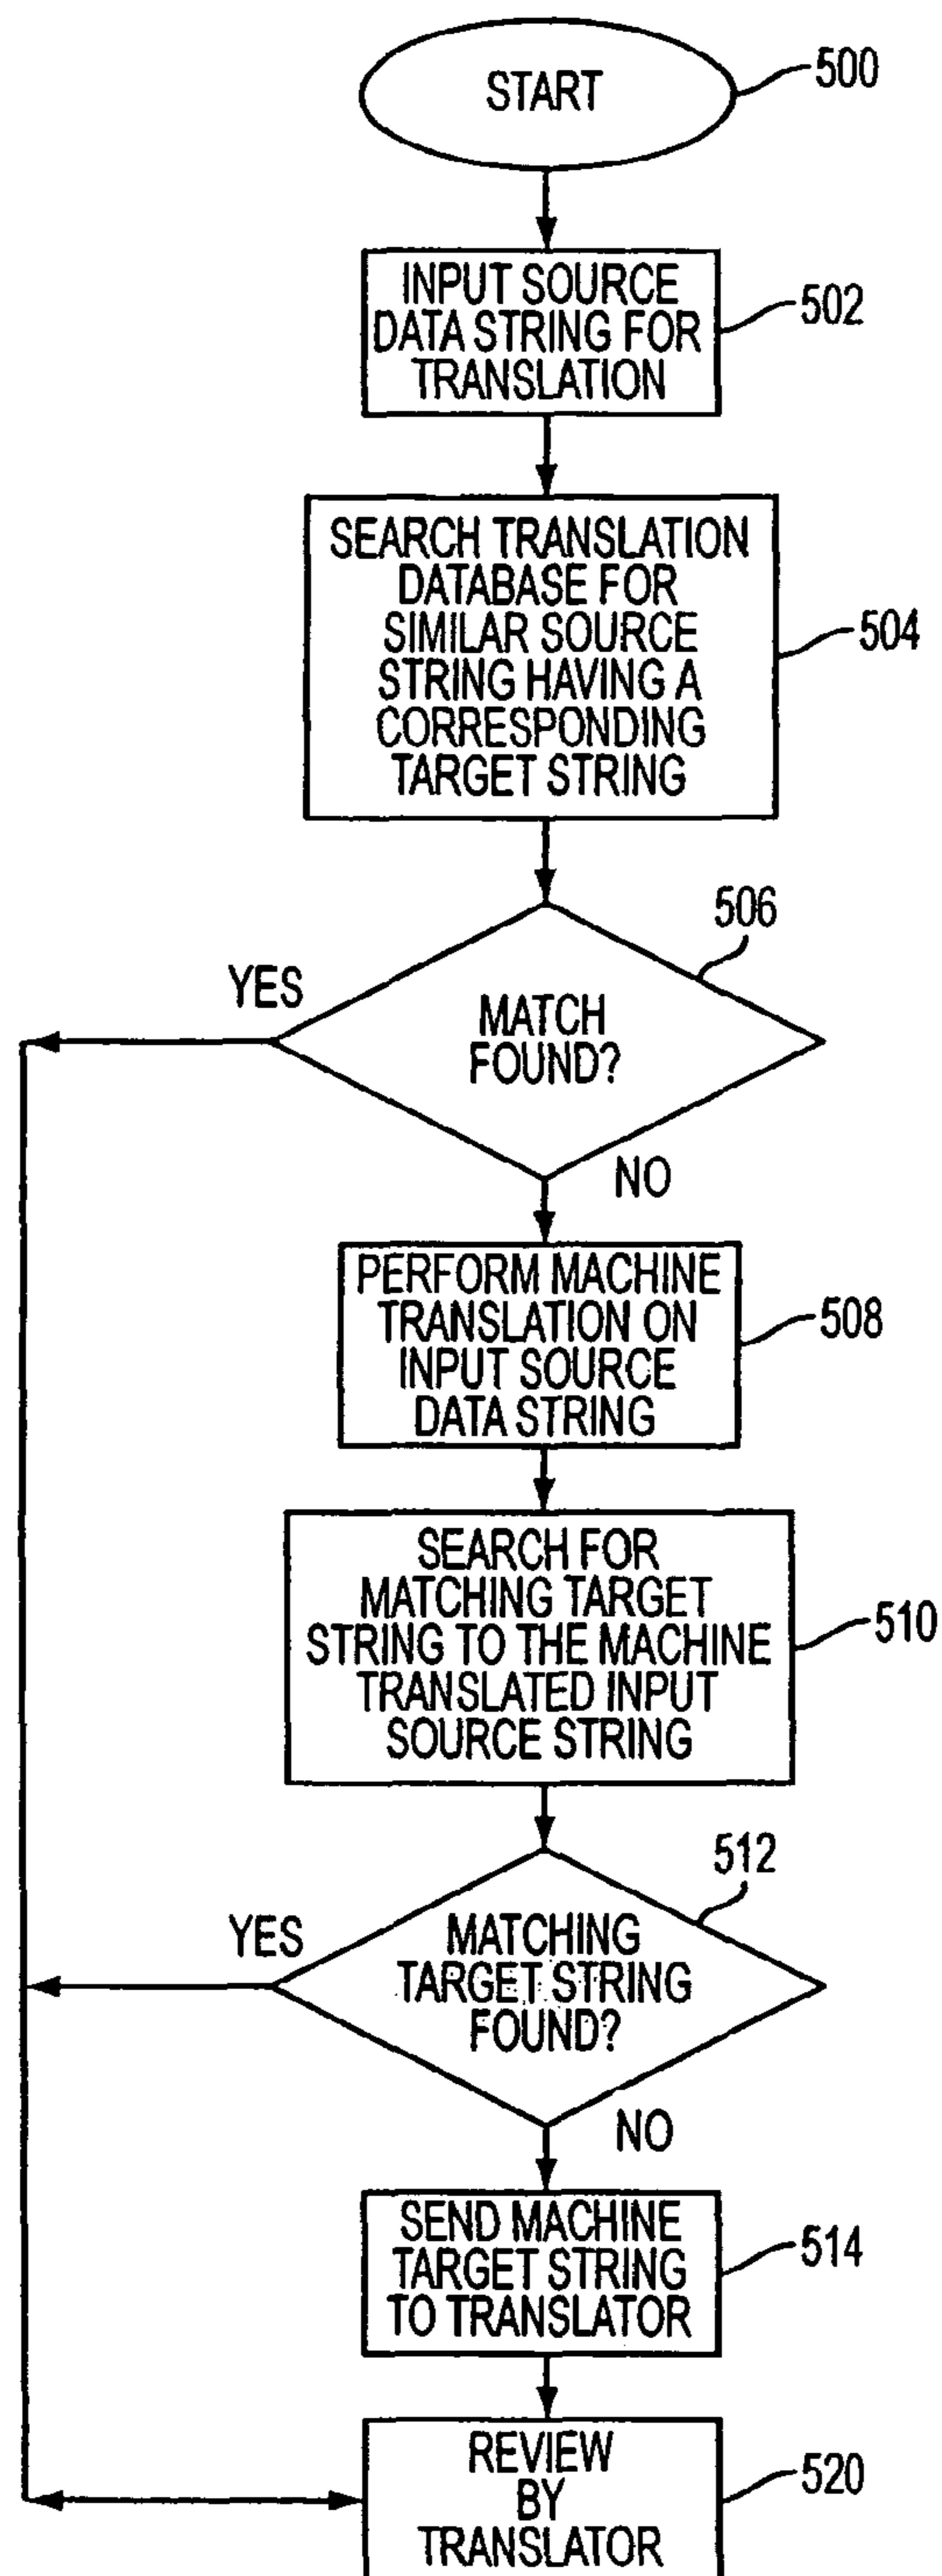 START
500
INPUT SOURCE
DATA STRING FOR
TRANSLATION
502
SEARCH TRANSLATION
DATABASE FOR
SIMILAR SOURCE
STRING HAVING A
CORRESPONDING
TARGET STRING
504
506
YES
MATCH
FOUND?
NO
PERFORM MACHINE
TRANSLATION ON
INPUT SOURCE
DATA STRING
508
SEARCH FOR
MATCHING TARGET
STRING TO THE MACHINE
TRANSLATED INPUT
SOURCE STRING
510
512
YES
MATCHING
TARGET STRING
FOUND?
NO
SEND MACHINE
TARGET STRING
TO TRANSLATOR
514
REVIEW
BY
TRANSLATOR
520